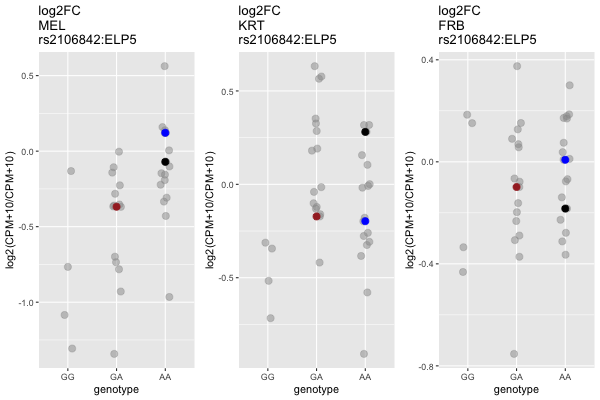 log2FC
MEL
rs2106842:ELP5
log2(CPM+10/CPM+10)
0.5
0.0
-0.5
-1.0
GG GA AA
genotype
log2FC
KRT
rs2106842:ELP5
log2(CPM+10/CPM+10)
0.5
0.0
-0.5
GG GA AA
genotype
log2FC
FRB
rs2106842:ELP5
log2(CPM+10/CPM+10)
0.4
0.0
-0.4
-0.8
GG GA AA
genotype